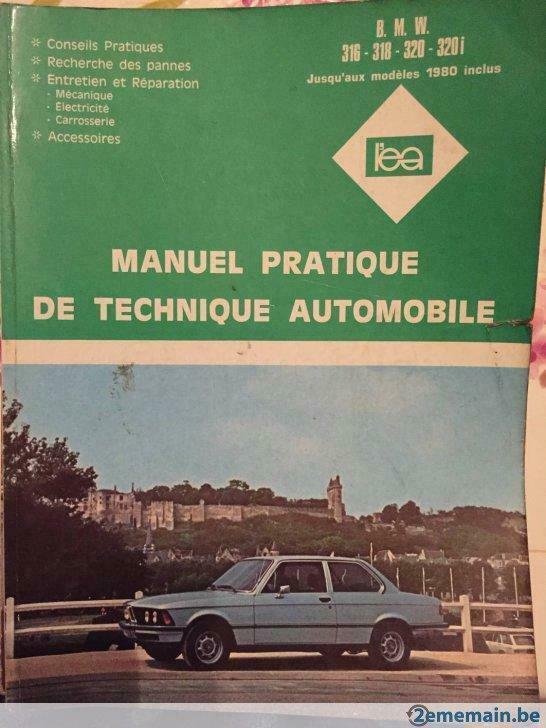 * Conseils Pratiques
* Recherche des pannes
* Entretien et Réparation
- Mécanique
- Électricité
- Carrosserie
* Accessoires
B. M. W.
316 - 318 - 320 - 320 i
Jusqu'aux modèles 1980 inclus
l'ea
MANUEL PRATIQUE
DE TECHNIQUE AUTOMOBILE
2ememain.be